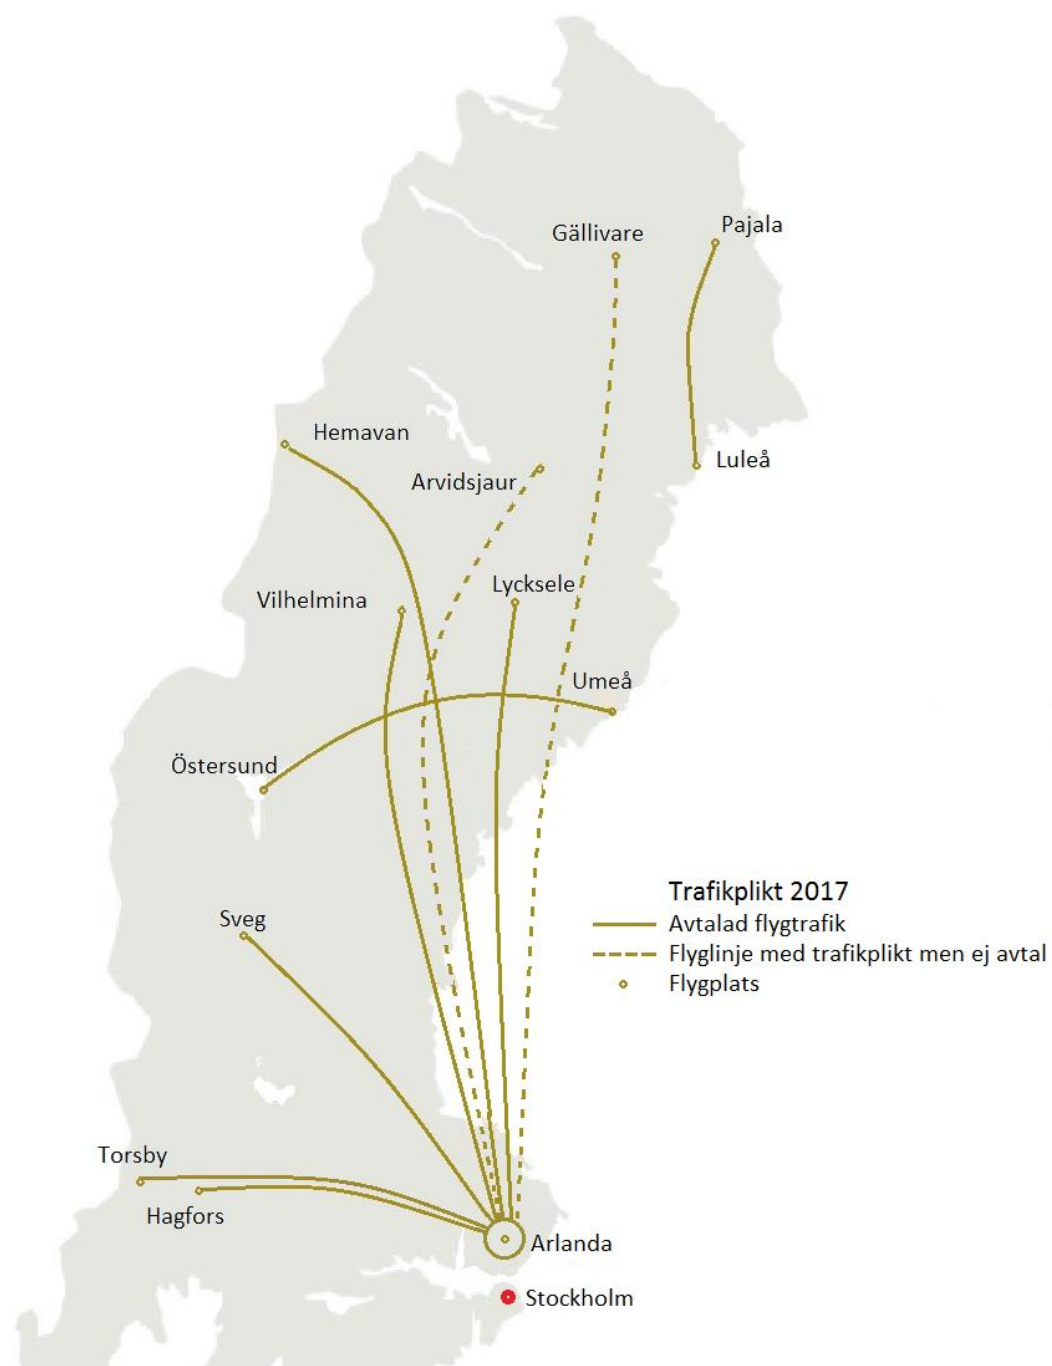 Pajala
Gällivare
Hemavan
Luleå
Arvidsjaur
Lycksele
Vilhelmina
Umeå
Östersund
Trafikplikt 2017
Avtalad flygtrafik
Flyglinje med trafikplikt men ej avtal
Flygplats
Sveg
Torsby
Hagfors
Arlanda
Stockholm